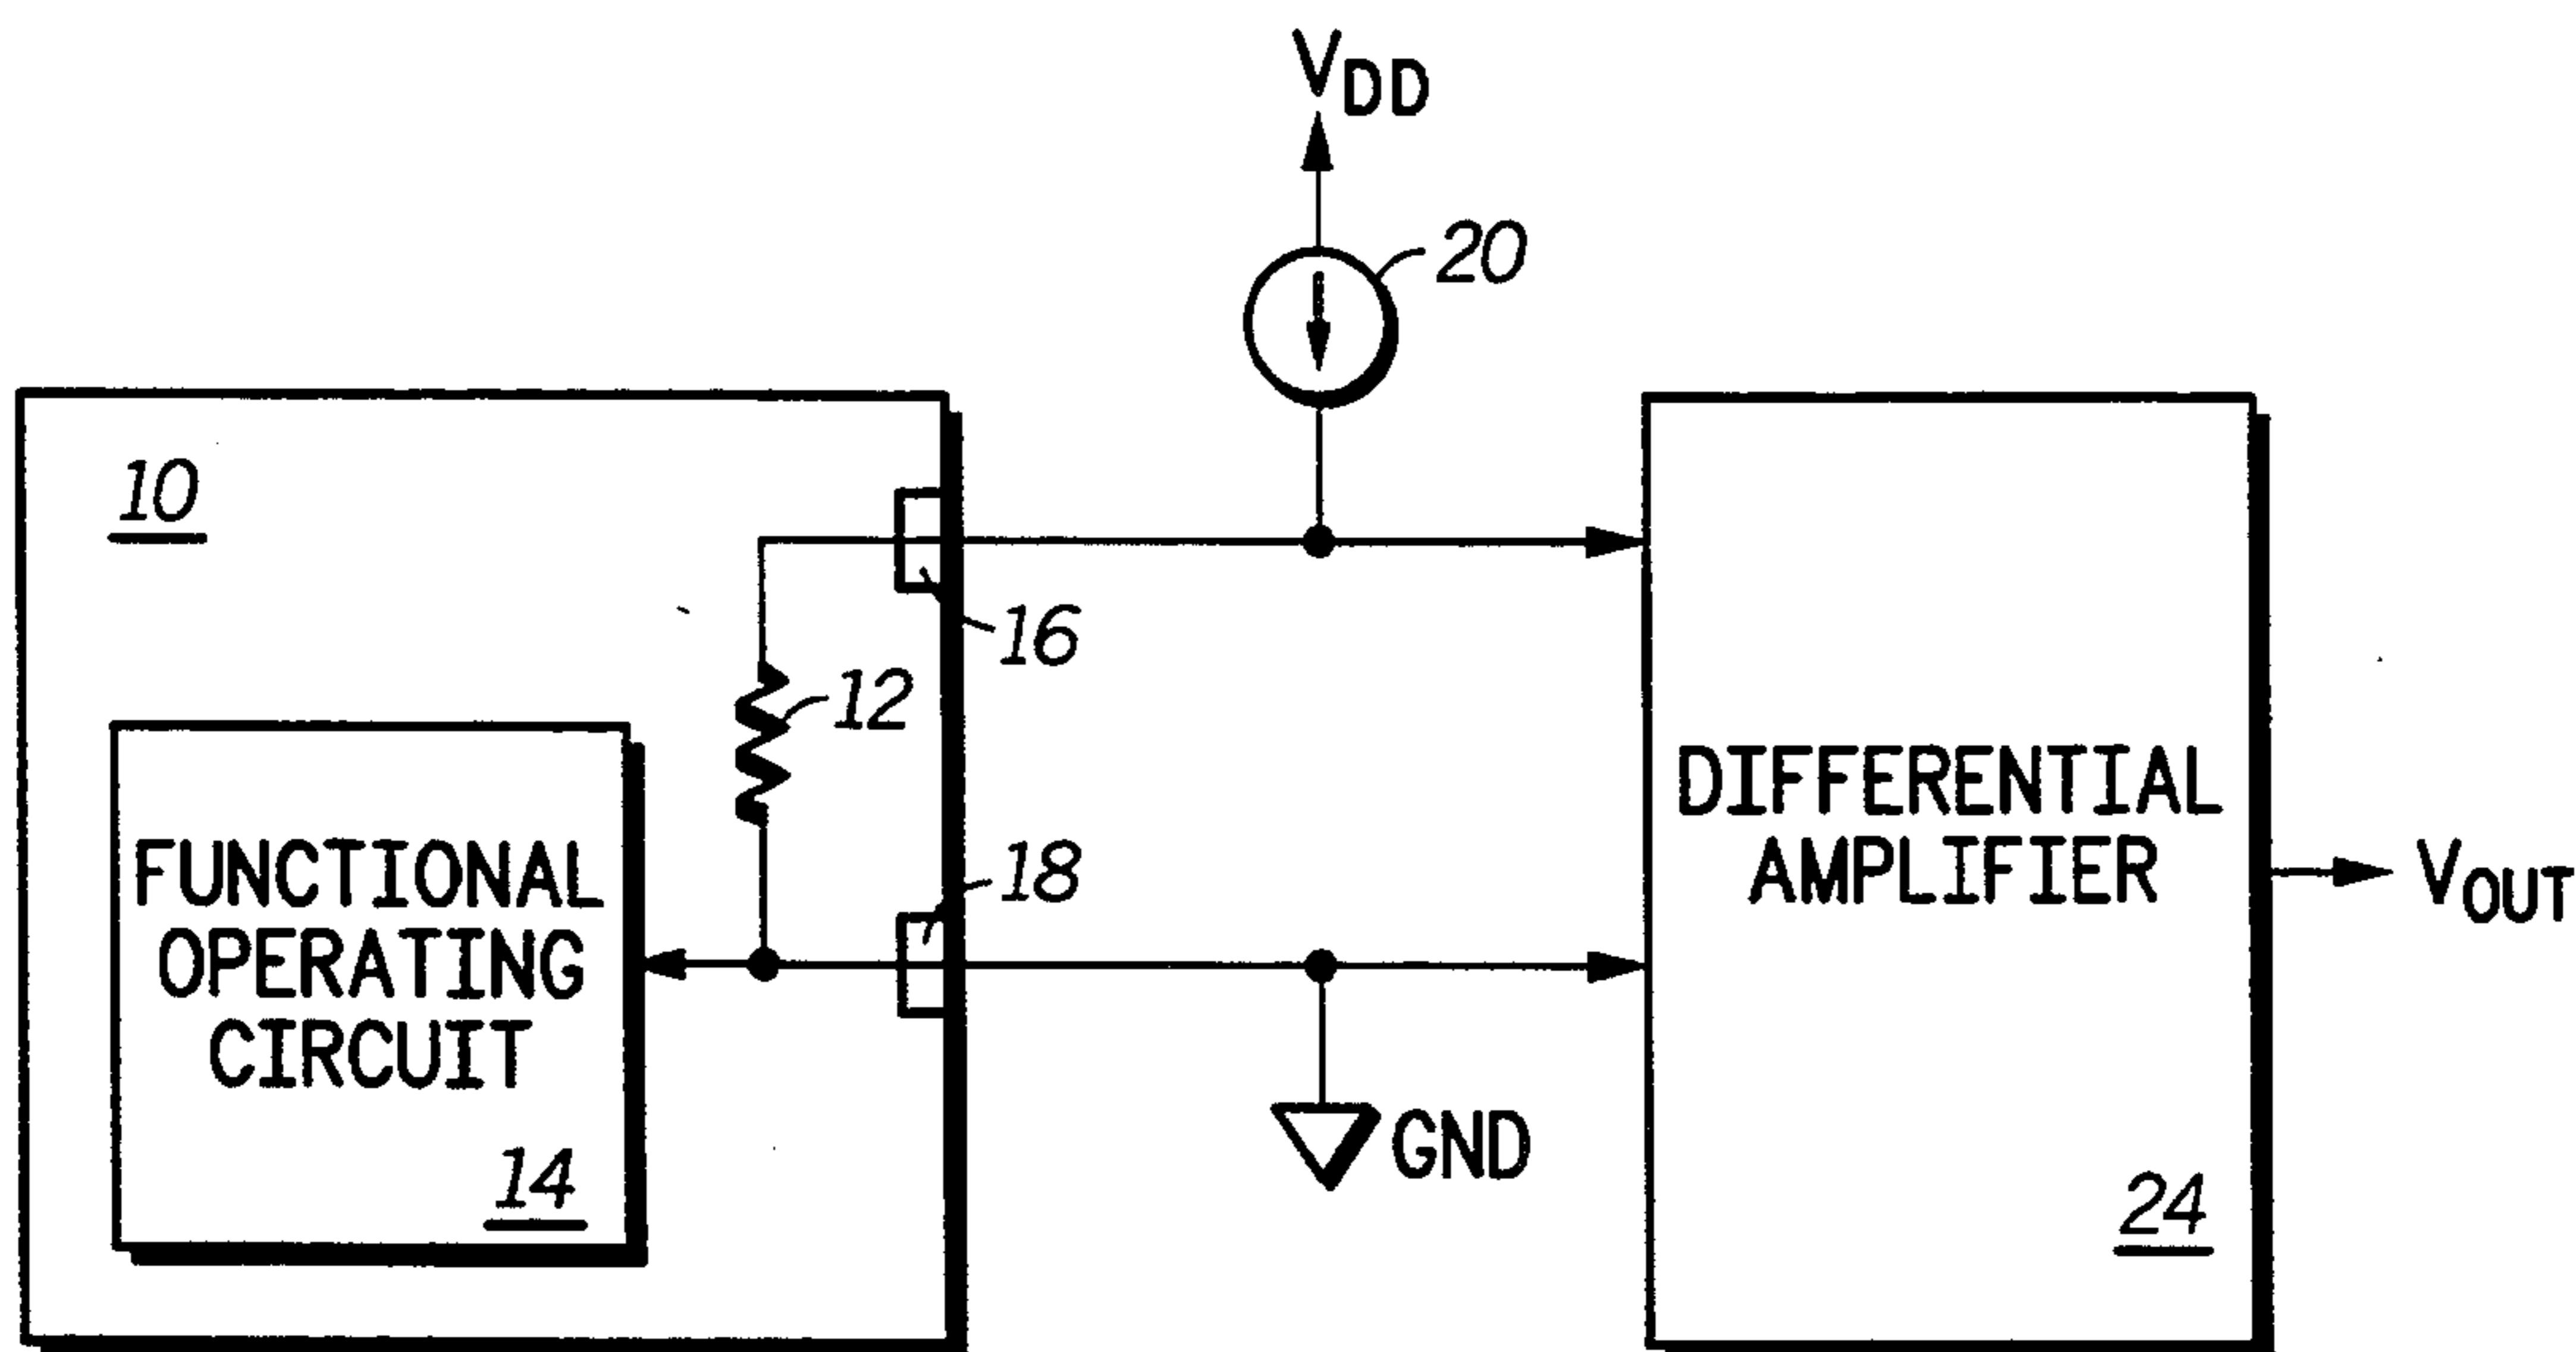 VDD
20
10
16
12
18
FUNCTIONAL
OPERATING
CIRCUIT
14
GND
DIFFERENTIAL
AMPLIFIER
24
VOUT